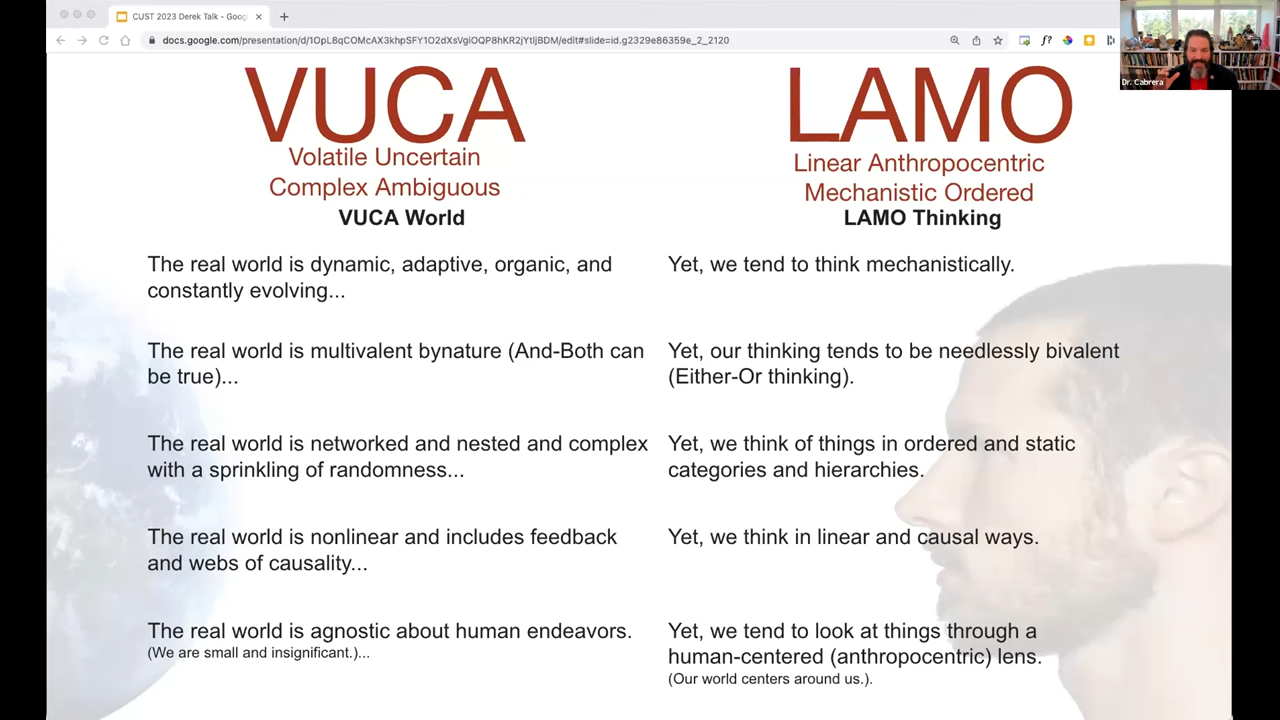 CUST 2023 Derek Talk - Goog
docs.google.com/presentation/d/1OpL8qCOMcAX3khpSFY1O2dXsVgiOQP8hKR2jYtljBDM/edit#slide=id.g2329e86359e_2_2120
Dr. Cabrera
VUCA
Volatile Uncertain
Complex Ambiguous
VUCA World
LAMO
Linear Anthropocentric
Mechanistic Ordered
LAMO Thinking
The real world is dynamic, adaptive, organic, and
constantly evolving...
Yet, we tend to think mechanistically.
The real world is multivalent bynature (And-Both can
be true)...
Yet, our thinking tends to be needlessly bivalent
(Either-Or thinking).
The real world is networked and nested and complex
with a sprinkling of randomness...
Yet, we think of things in ordered and static
categories and hierarchies.
The real world is nonlinear and includes feedback
and webs of causality...
Yet, we think in linear and causal ways.
The real world is agnostic about human endeavors.
(We are small and insignificant.)...
Yet, we tend to look at things through a
human-centered (anthropocentric) lens.
(Our world centers around us.).